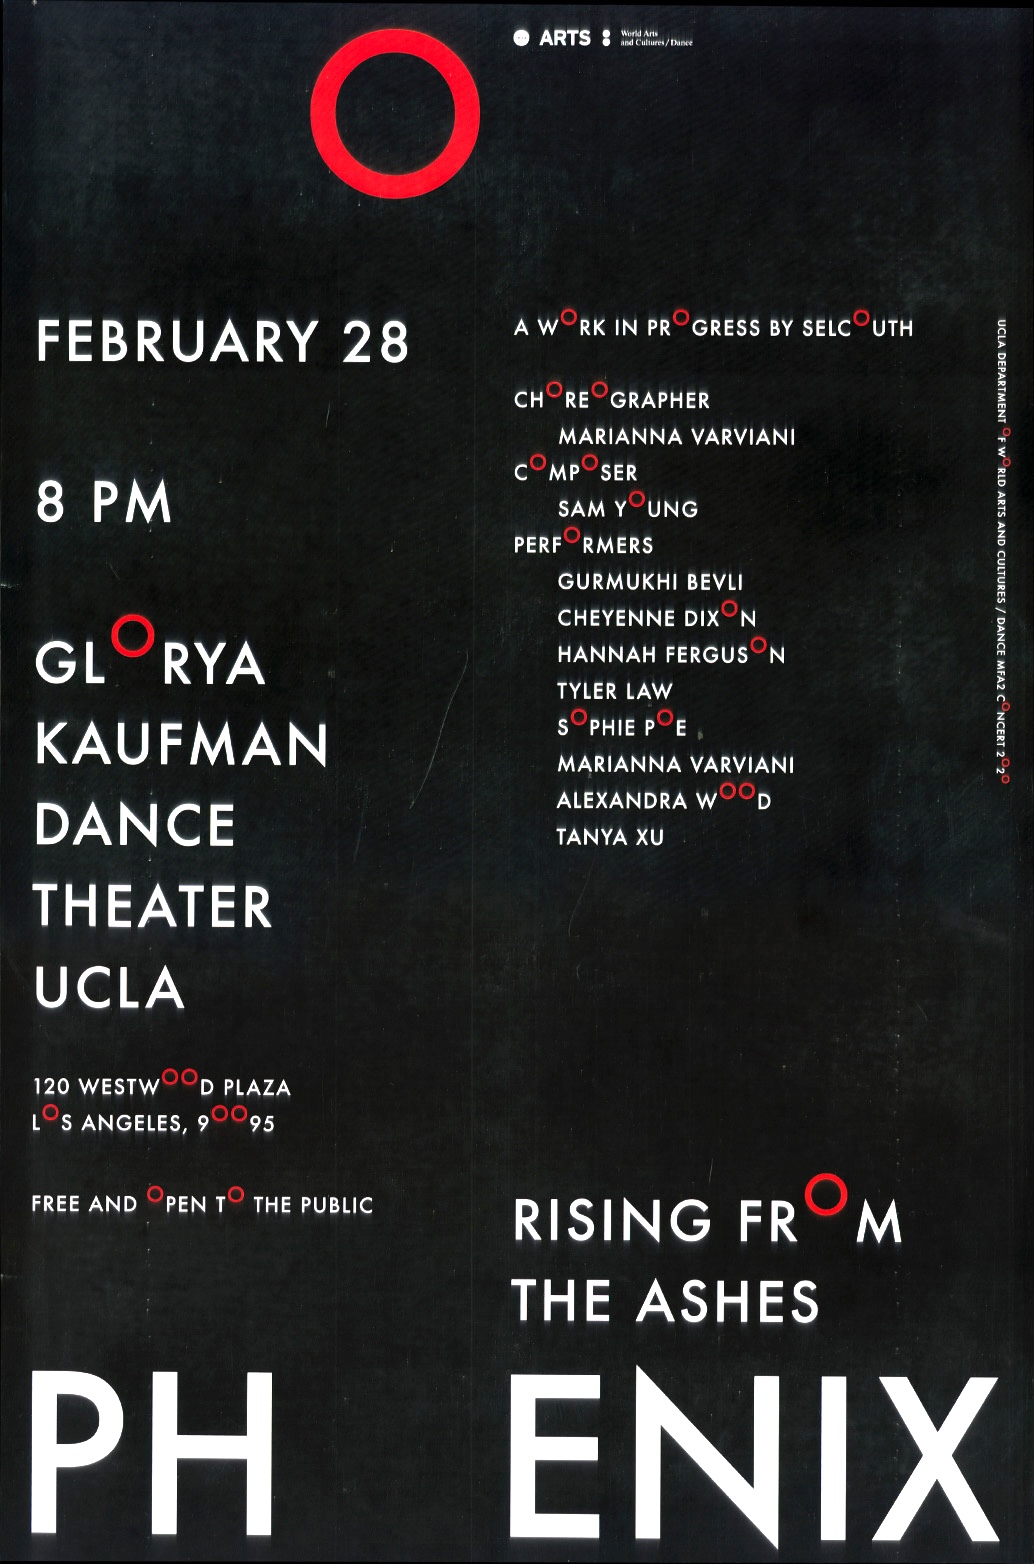 ARTS
World Arts
and Cultures / Dance
FEBRUARY 28
8 PM
GLORYA
KAUFMAN
DANCE
THEATER
UCLA
120 WESTWOOD PLAZA
LOS ANGELES, 90095
FREE AND OPEN TO THE PUBLIC
A WORK IN PROGRESS BY SELCOUTH
CHOREOGRAPHER
MARIANNA VARVIANI
COMPOSER
SAM YOUNG
PERFORMERS
GURMUKHI BEVLI
CHEYENNE DIXON
HANNAH FERGUSON
TYLER LAW
SOPHIE POE
MARIANNA VARVIANI
ALEXANDRA WOOD
TANYA XU
UCLA DEPARTMENT OF WORLD ARTS AND CULTURES / DANCE MFA2 CONCERT 2020
RISING FROM
THE ASHES
PHOENIX